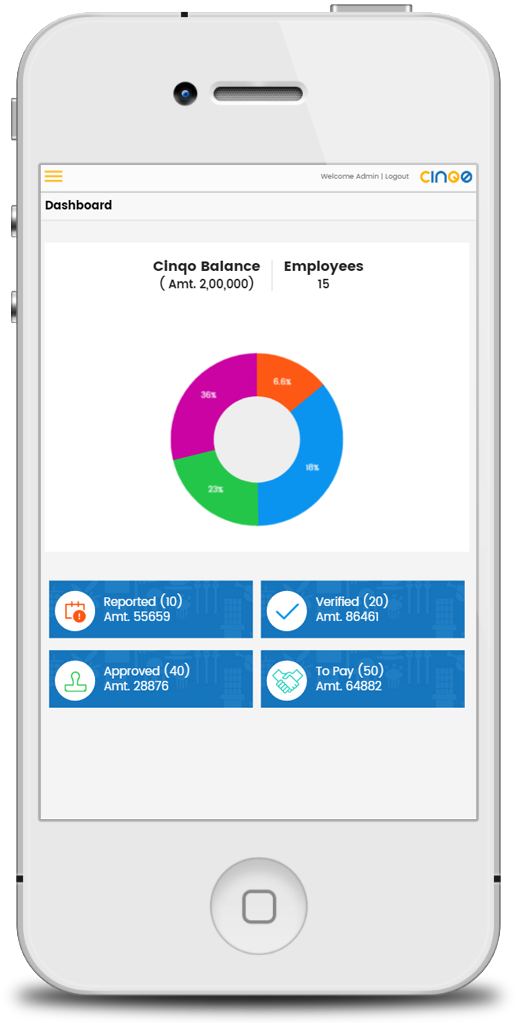 Welcome Admin | Logout
CINQO
Dashboard
Cinqo Balance
( Amt. 2,00,000)
Employees
15
6.6%
36%
18%
23%
Reported (10)
Amt. 55659
Verified (20)
Amt. 86461
Approved (40)
Amt. 28876
To Pay (50)
Amt. 64882